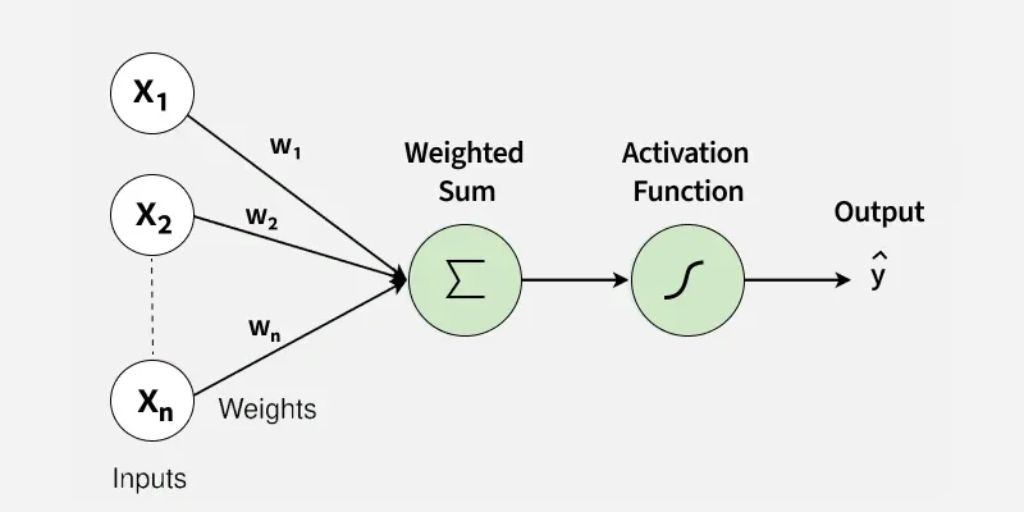 X₁
w₁
Weighted
Sum
Activation
Function
X₂
w₂
Output
Σ
∫
ŷ
wₙ
Xₙ
Weights
Inputs